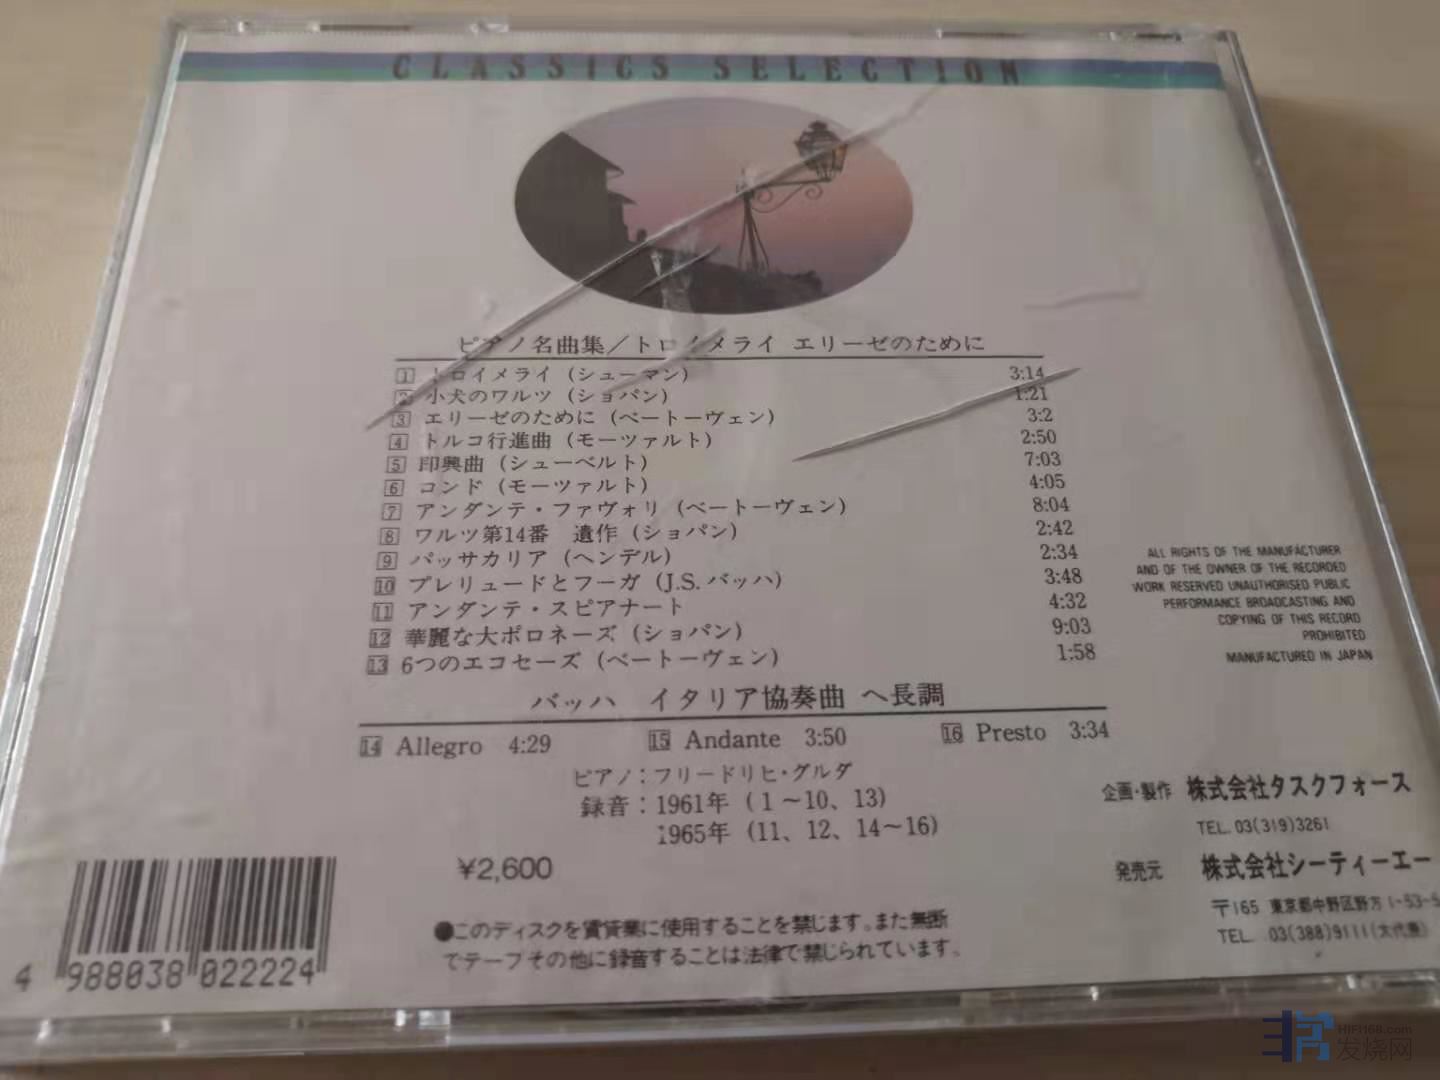 CLASSICS SELECTION
ピアノ名曲集／トロイメライ エリーゼのために
1 トロイメライ (シューマン) 3:14
2 小犬のワルツ (ショパン) 1:21
3 エリーゼのために (ベートーヴェン) 3:2
4 トルコ行進曲 (モーツァルト) 2:50
5 即興曲 (シューベルト) 7:03
6 コンド (モーツァルト) 4:05
7 アンダンテ・ファヴォリ (ベートーヴェン) 8:04
8 ワルツ第14番 遺作 (ショパン) 2:42
9 パッサカリア (ヘンデル) 2:34
10 プレリュードとフーガ (J.S.バッハ) 3:48
11 アンダンテ・スピアナート 4:32
12 華麗な大ポロネーズ (ショパン) 9:03
13 6つのエコセーズ (ベートーヴェン) 1:58
ALL RIGHTS OF THE MANUFACTURER
AND OF THE OWNER OF THE RECORDED
WORK RESERVED UNAUTHORISED PUBLIC
PERFORMANCE BROADCASTING AND
COPYING OF THIS RECORD
PROHIBITED
MANUFACTURED IN JAPAN
バッハ イタリア協奏曲 ヘ長調
14 Allegro 4:29 15 Andante 3:50 16 Presto 3:34
ピアノ：フリードリヒ・グルダ
録音：1961年 (1～10、13)
1965年 (11、12、14～16)
企画・製作 株式会社タスクフォース
TEL. 03(319)3261
発売元 株式会社シーティーエー
〒165 東京都中野区野方 1-53-5
TEL. 03(388)9111(大代表)
¥2,600
●このディスクを賃貸業に使用することを禁じます。また無断
でテープその他に録音することは法律で禁じられています。
4 988038 022224
HIFI168.com
发烧网